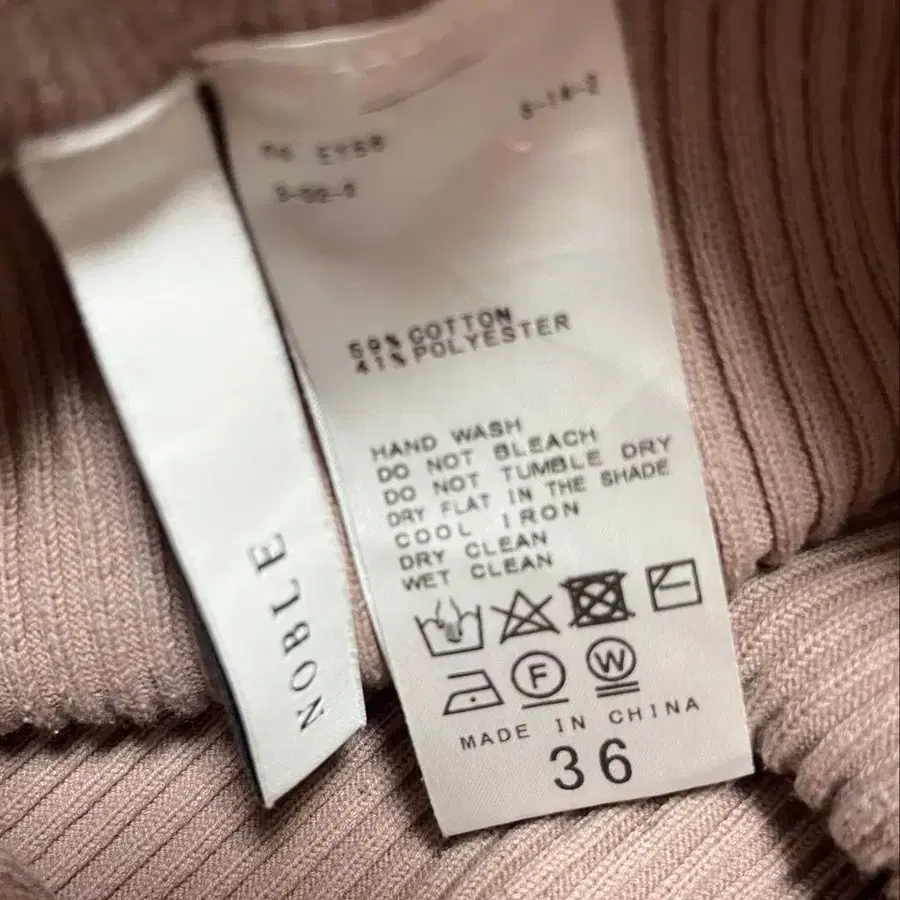 NOBLE
59% COTTON
41% POLYESTER
HAND WASH
DO NOT BLEACH
DO NOT TUMBLE DRY
DRY FLAT IN THE SHADE
COOL IRON
DRY CLEAN
WET CLEAN
F W
MADE IN CHINA
36